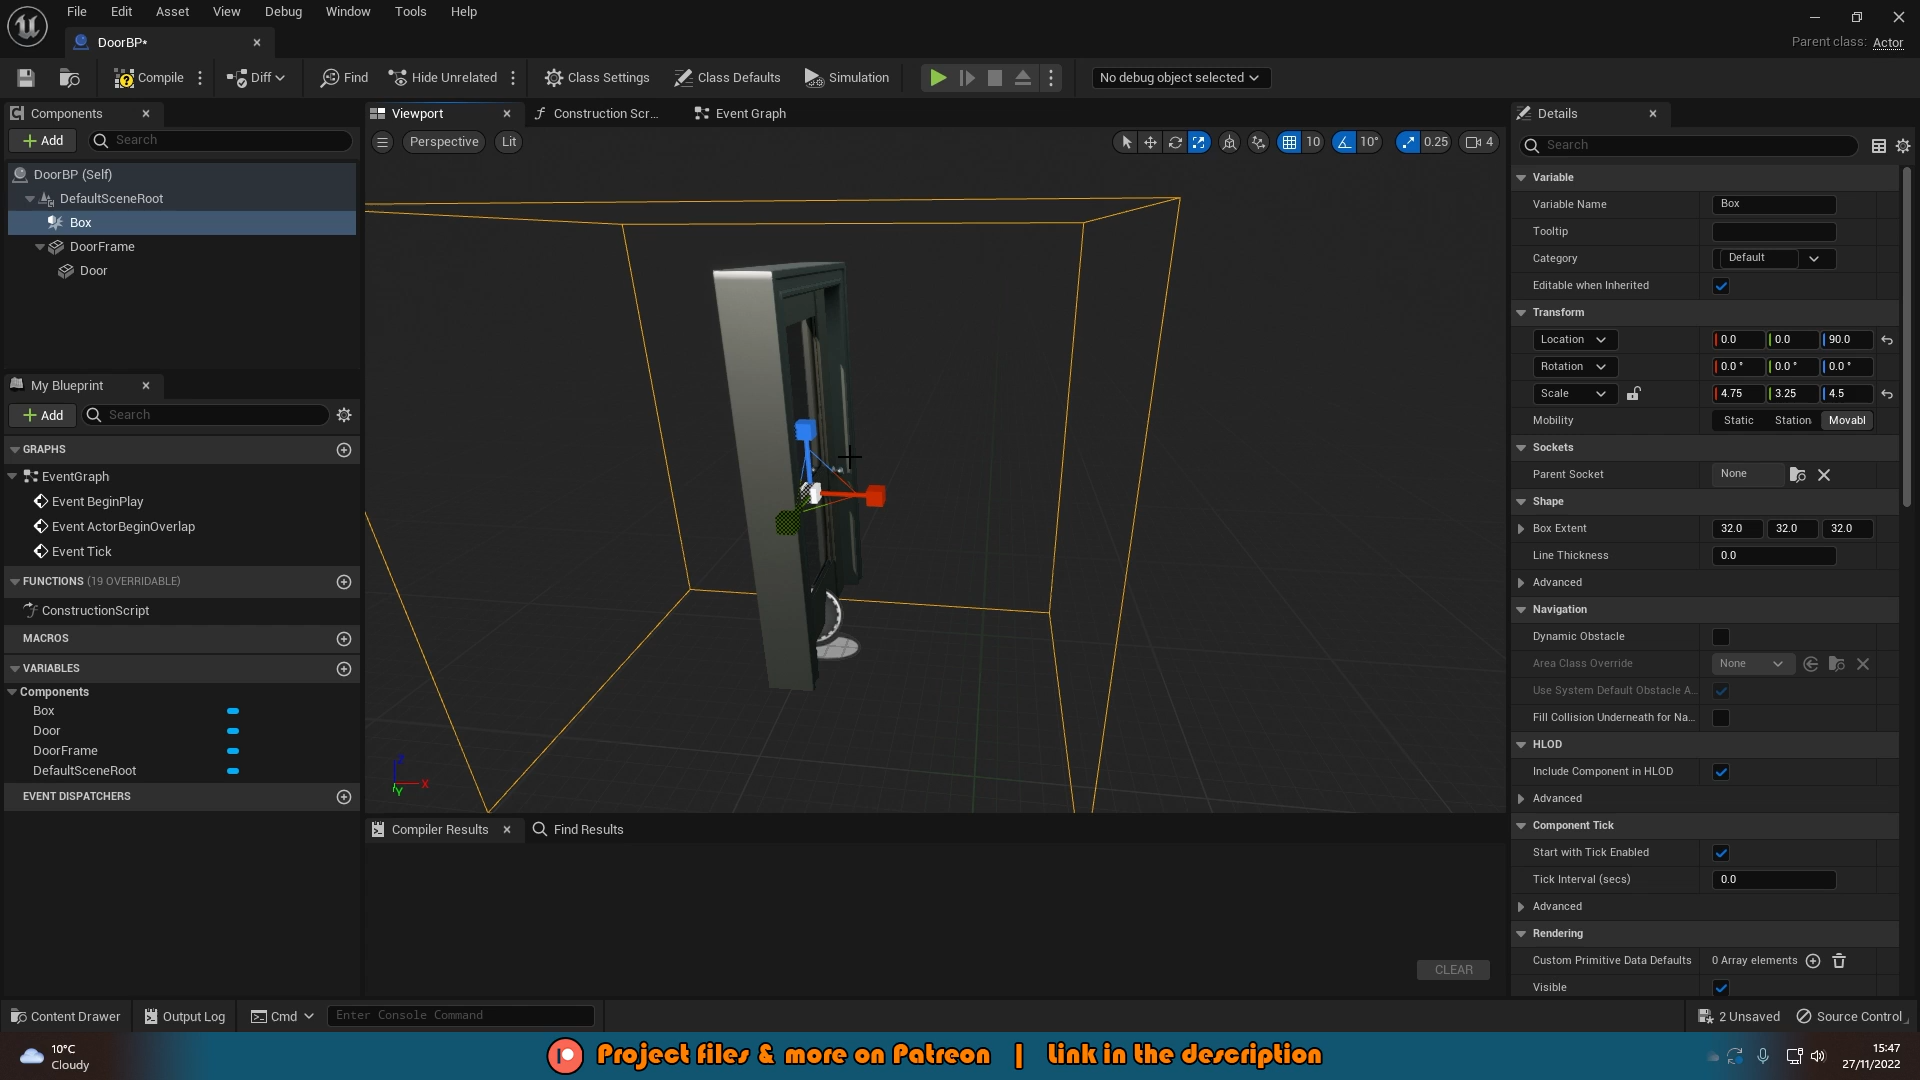 File Edit Asset View Debug Window Tools Help
DoorBP*
Parent class: Actor
Compile Diff Find Hide Unrelated Class Settings Class Defaults Simulation No debug object selected
Components
Add Search
DoorBP (Self)
DefaultSceneRoot
Box
DoorFrame
Door
My Blueprint
Add Search
GRAPHS
EventGraph
Event BeginPlay
Event ActorBeginOverlap
Event Tick
FUNCTIONS (19 OVERRIDABLE)
ConstructionScript
MACROS
VARIABLES
Components
Box
Door
DoorFrame
DefaultSceneRoot
EVENT DISPATCHERS
Viewport Construction Scr... Event Graph
Perspective Lit 10 10° 0.25 4
Z
X
Y
Compiler Results Find Results
CLEAR
Details
Search
Variable
Variable Name Box
Tooltip
Category Default
Editable when Inherited
Transform
Location 0.0 0.0 90.0
Rotation 0.0 ° 0.0 ° 0.0 °
Scale 4.75 3.25 4.5
Mobility Static Station Movabl
Sockets
Parent Socket None
Shape
Box Extent 32.0 32.0 32.0
Line Thickness 0.0
Advanced
Navigation
Dynamic Obstacle
Area Class Override None
Use System Default Obstacle A...
Fill Collision Underneath for Na...
HLOD
Include Component in HLOD
Advanced
Component Tick
Start with Tick Enabled
Tick Interval (secs) 0.0
Advanced
Rendering
Custom Primitive Data Defaults 0 Array elements
Visible
Content Drawer Output Log Cmd Enter Console Command 2 Unsaved Source Control
10°C
Cloudy
Project files & more on Patreon | Link in the description
15:47
27/11/2022